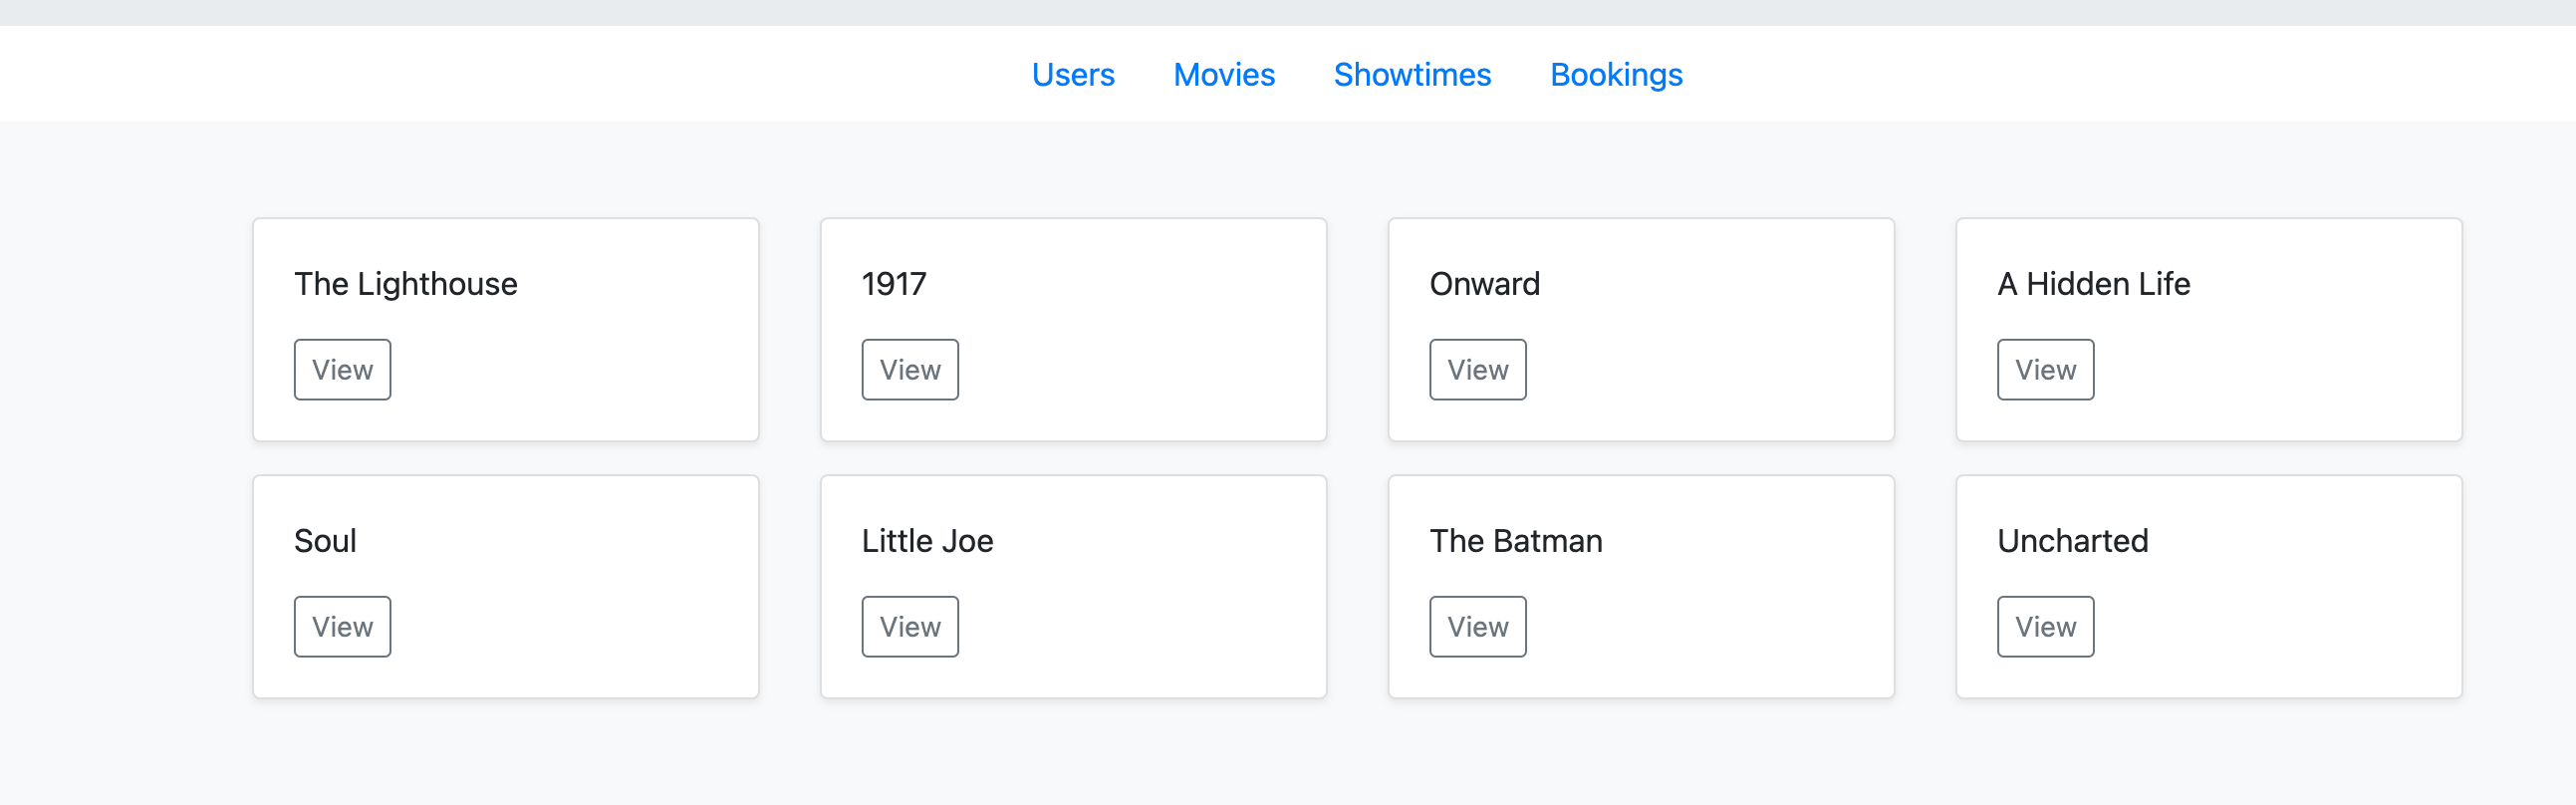 Users Movies Showtimes Bookings
The Lighthouse 1917 Onward A Hidden Life
View View View View
Soul Little Joe The Batman Uncharted
View View View View